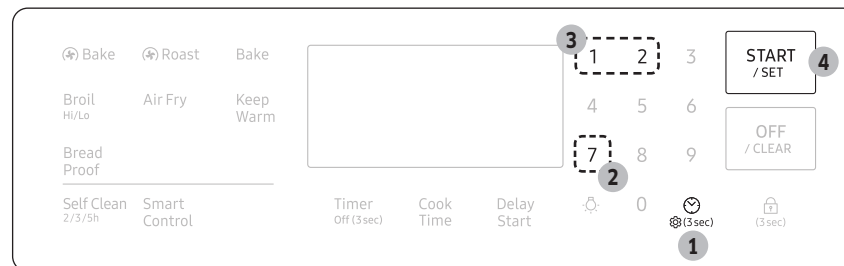 Bake Roast Bake
Broil Air Fry Keep
Hi/Lo Warm
Bread
Proof
Self Clean Smart
2/3/5h Control
Timer Cook Delay
Off (3 sec) Time Start
3
1 2 3
4 5 6
7 8 9
2
0
(3 sec)
1
(3 sec)
START
/ SET
4
OFF
/ CLEAR